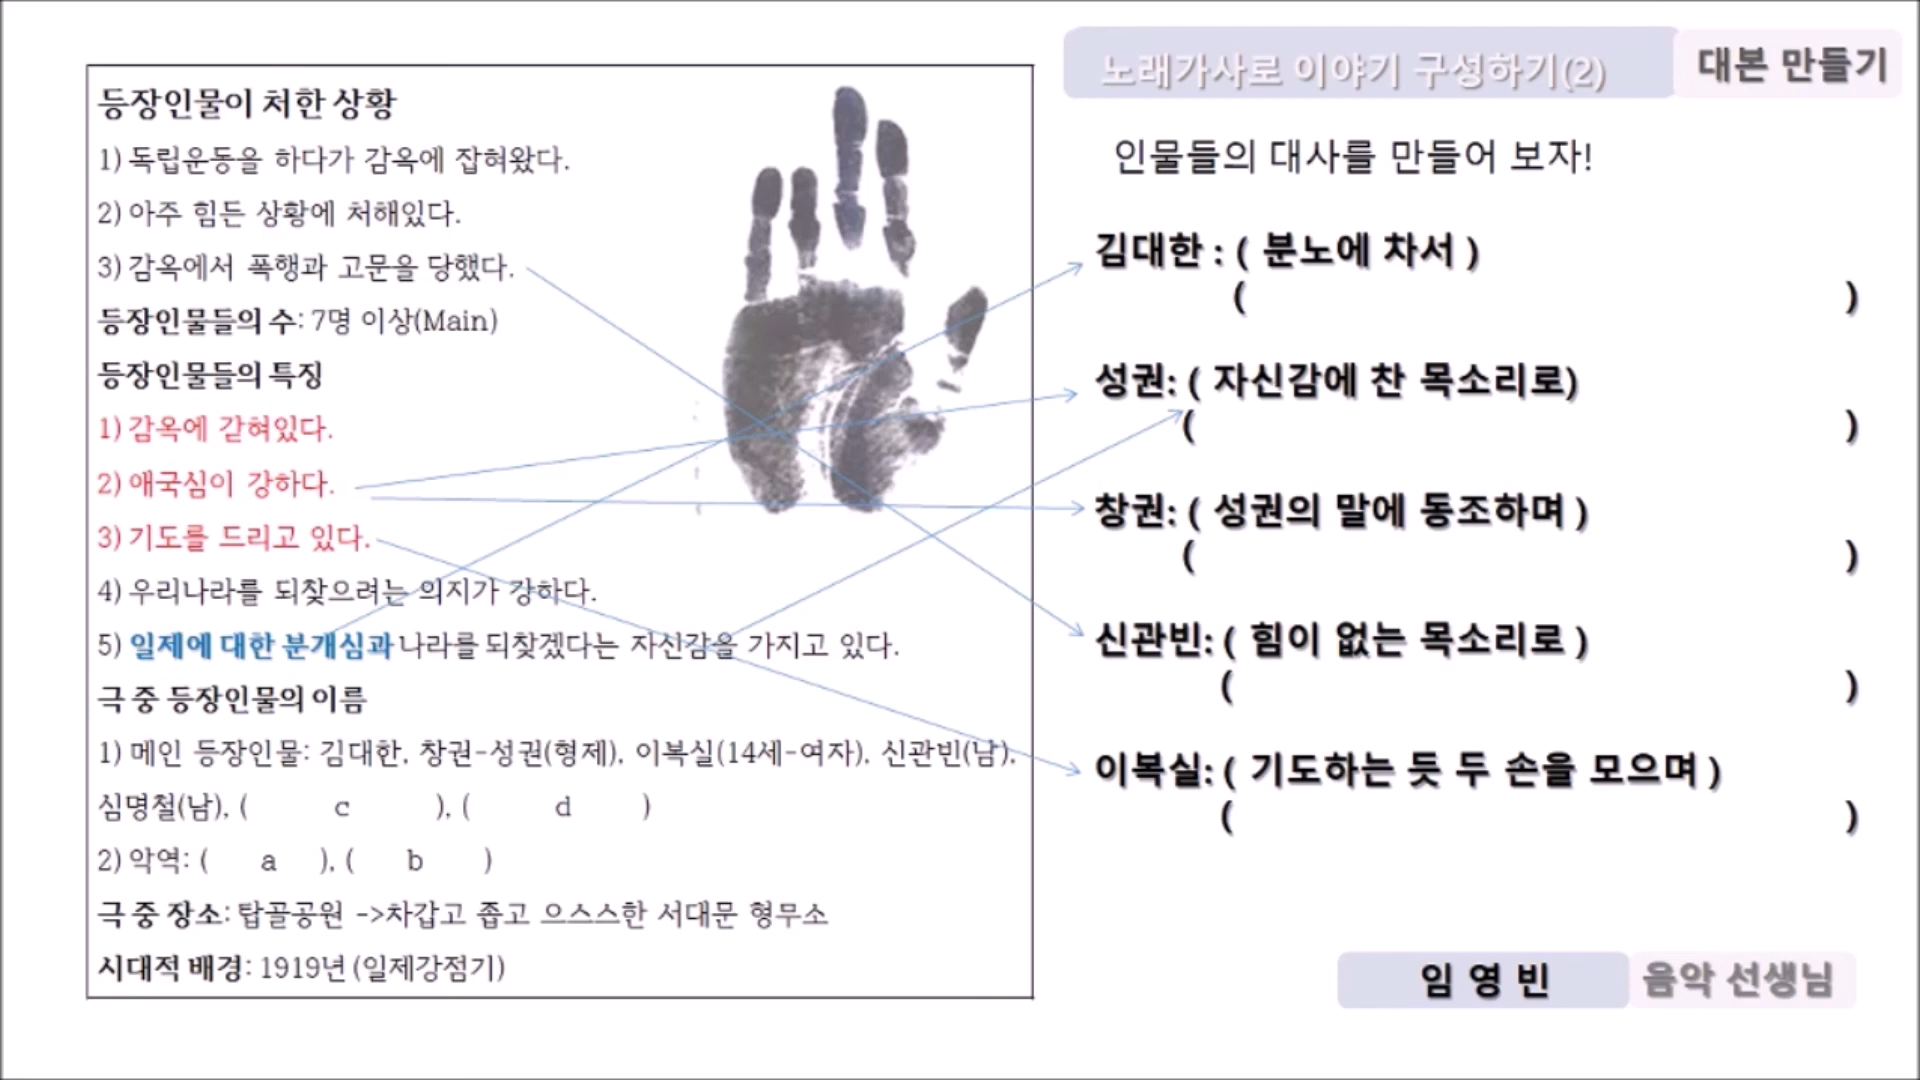 노래가사로 이야기 구성하기(2)
대본 만들기
등장인물이 처한 상황
1) 독립운동을 하다가 감옥에 잡혀왔다.
2) 아주 힘든 상황에 처해있다.
3) 감옥에서 폭행과 고문을 당했다.
등장인물들의 수: 7명 이상(Main)
등장인물들의 특징
1) 감옥에 갇혀있다.
2) 애국심이 강하다.
3) 기도를 드리고 있다.
4) 우리나라를 되찾으려는 의지가 강하다.
5) 일제에 대한 분개심과 나라를 되찾겠다는 자신감을 가지고 있다.
극 중 등장인물의 이름
1) 메인 등장인물: 김대한, 창권-성권(형제), 이복실(14세-여자), 신관빈(남),
심명철(남), ( c ), ( d )
2) 악역: ( a ), ( b )
극 중 장소: 탑골공원 ->차갑고 좁고 으스스한 서대문 형무소
시대적 배경: 1919년 (일제강점기)
인물들의 대사를 만들어 보자!
김대한 : ( 분노에 차서 )
( )
성권: ( 자신감에 찬 목소리로)
( )
창권: ( 성권의 말에 동조하며 )
( )
신관빈: ( 힘이 없는 목소리로 )
( )
이복실: ( 기도하는 듯 두 손을 모으며 )
( )
임 영 빈
음악 선생님